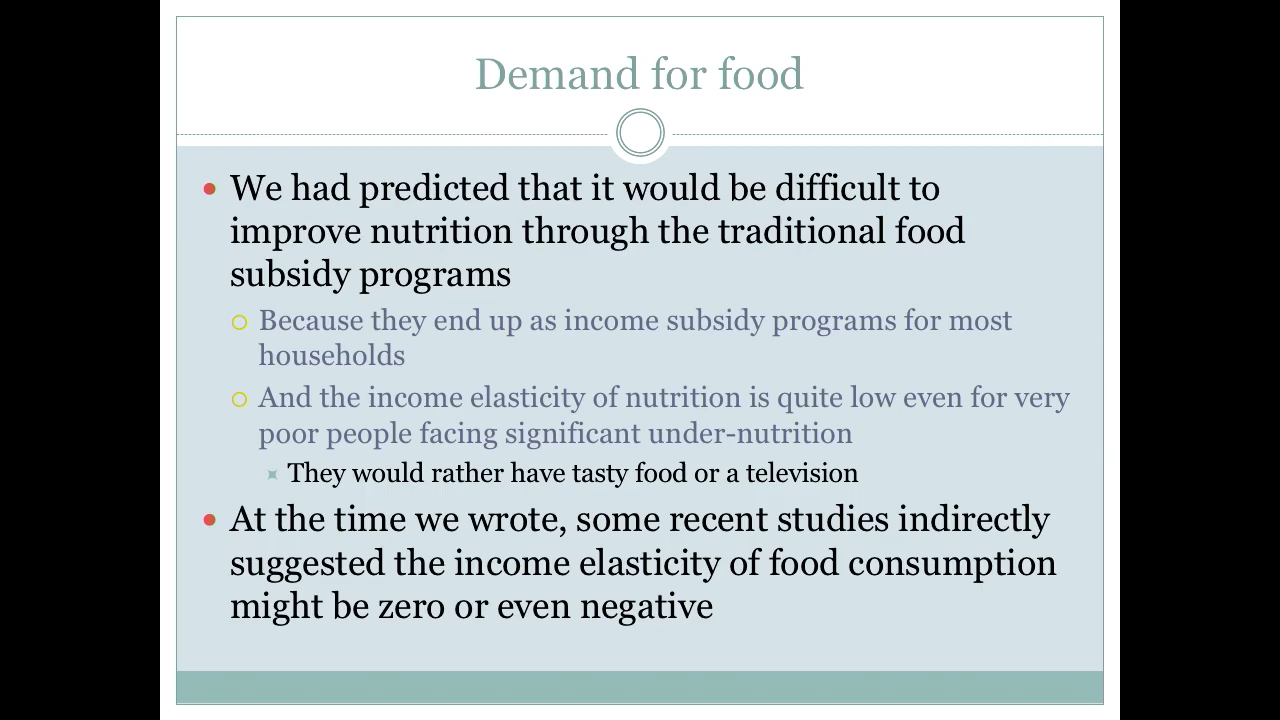 Demand for food
We had predicted that it would be difficult to
improve nutrition through the traditional food
subsidy programs
Because they end up as income subsidy programs for most
households
And the income elasticity of nutrition is quite low even for very
poor people facing significant under-nutrition
They would rather have tasty food or a television
At the time we wrote, some recent studies indirectly
suggested the income elasticity of food consumption
might be zero or even negative